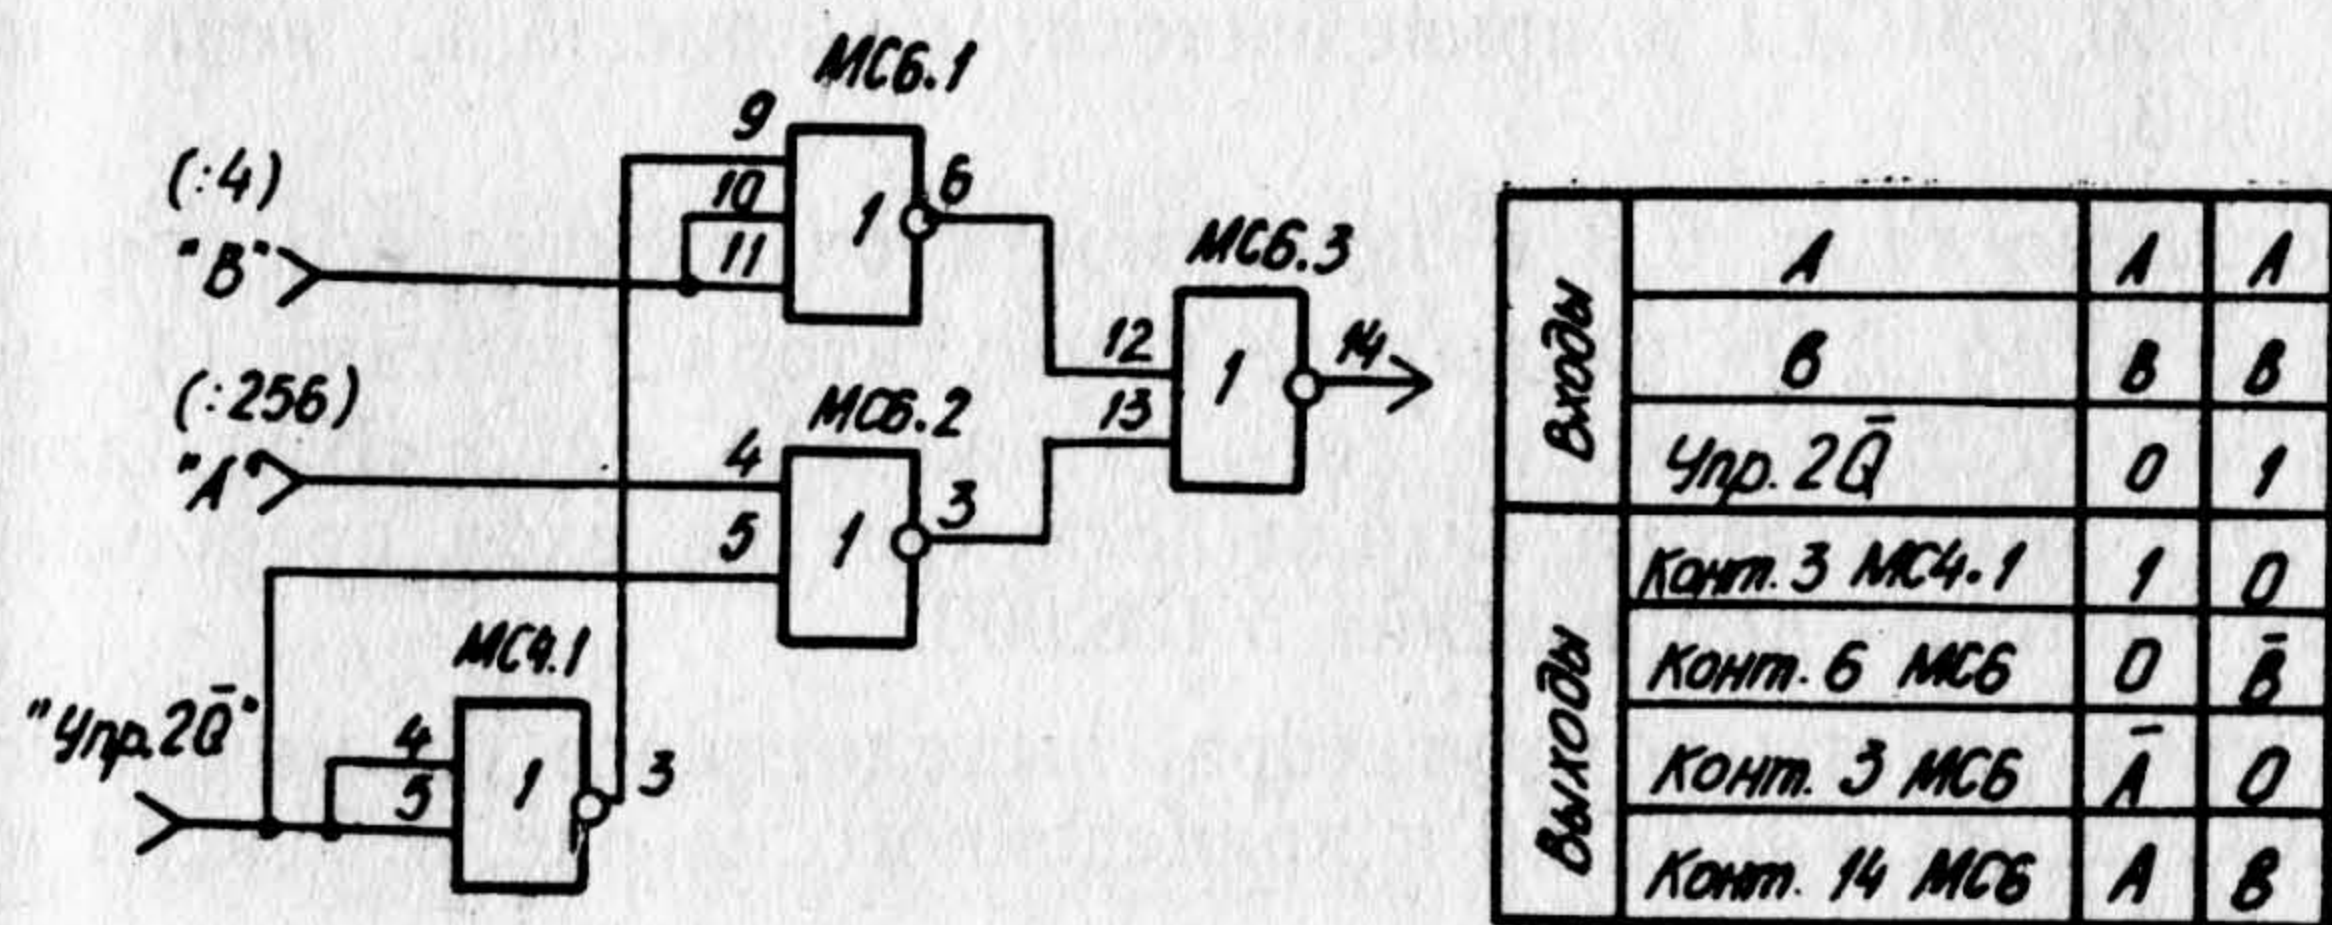 МС6.1
9
(:4)
10
6
1
"В"
11
МС6.3
12
14
1
(:256)
13
МС6.2
"А"
4
3
5
1
МС4.1
"Упр.2Q̄"
4
3
5
1
Входы
А А А
В В В
Упр. 2Q̄ 0 1
Выходы
Конт. 3 МС4.1 1 0
Конт. 6 МС6 0 B̄
Конт. 3 МС6 Ā 0
Конт. 14 МС6 А В